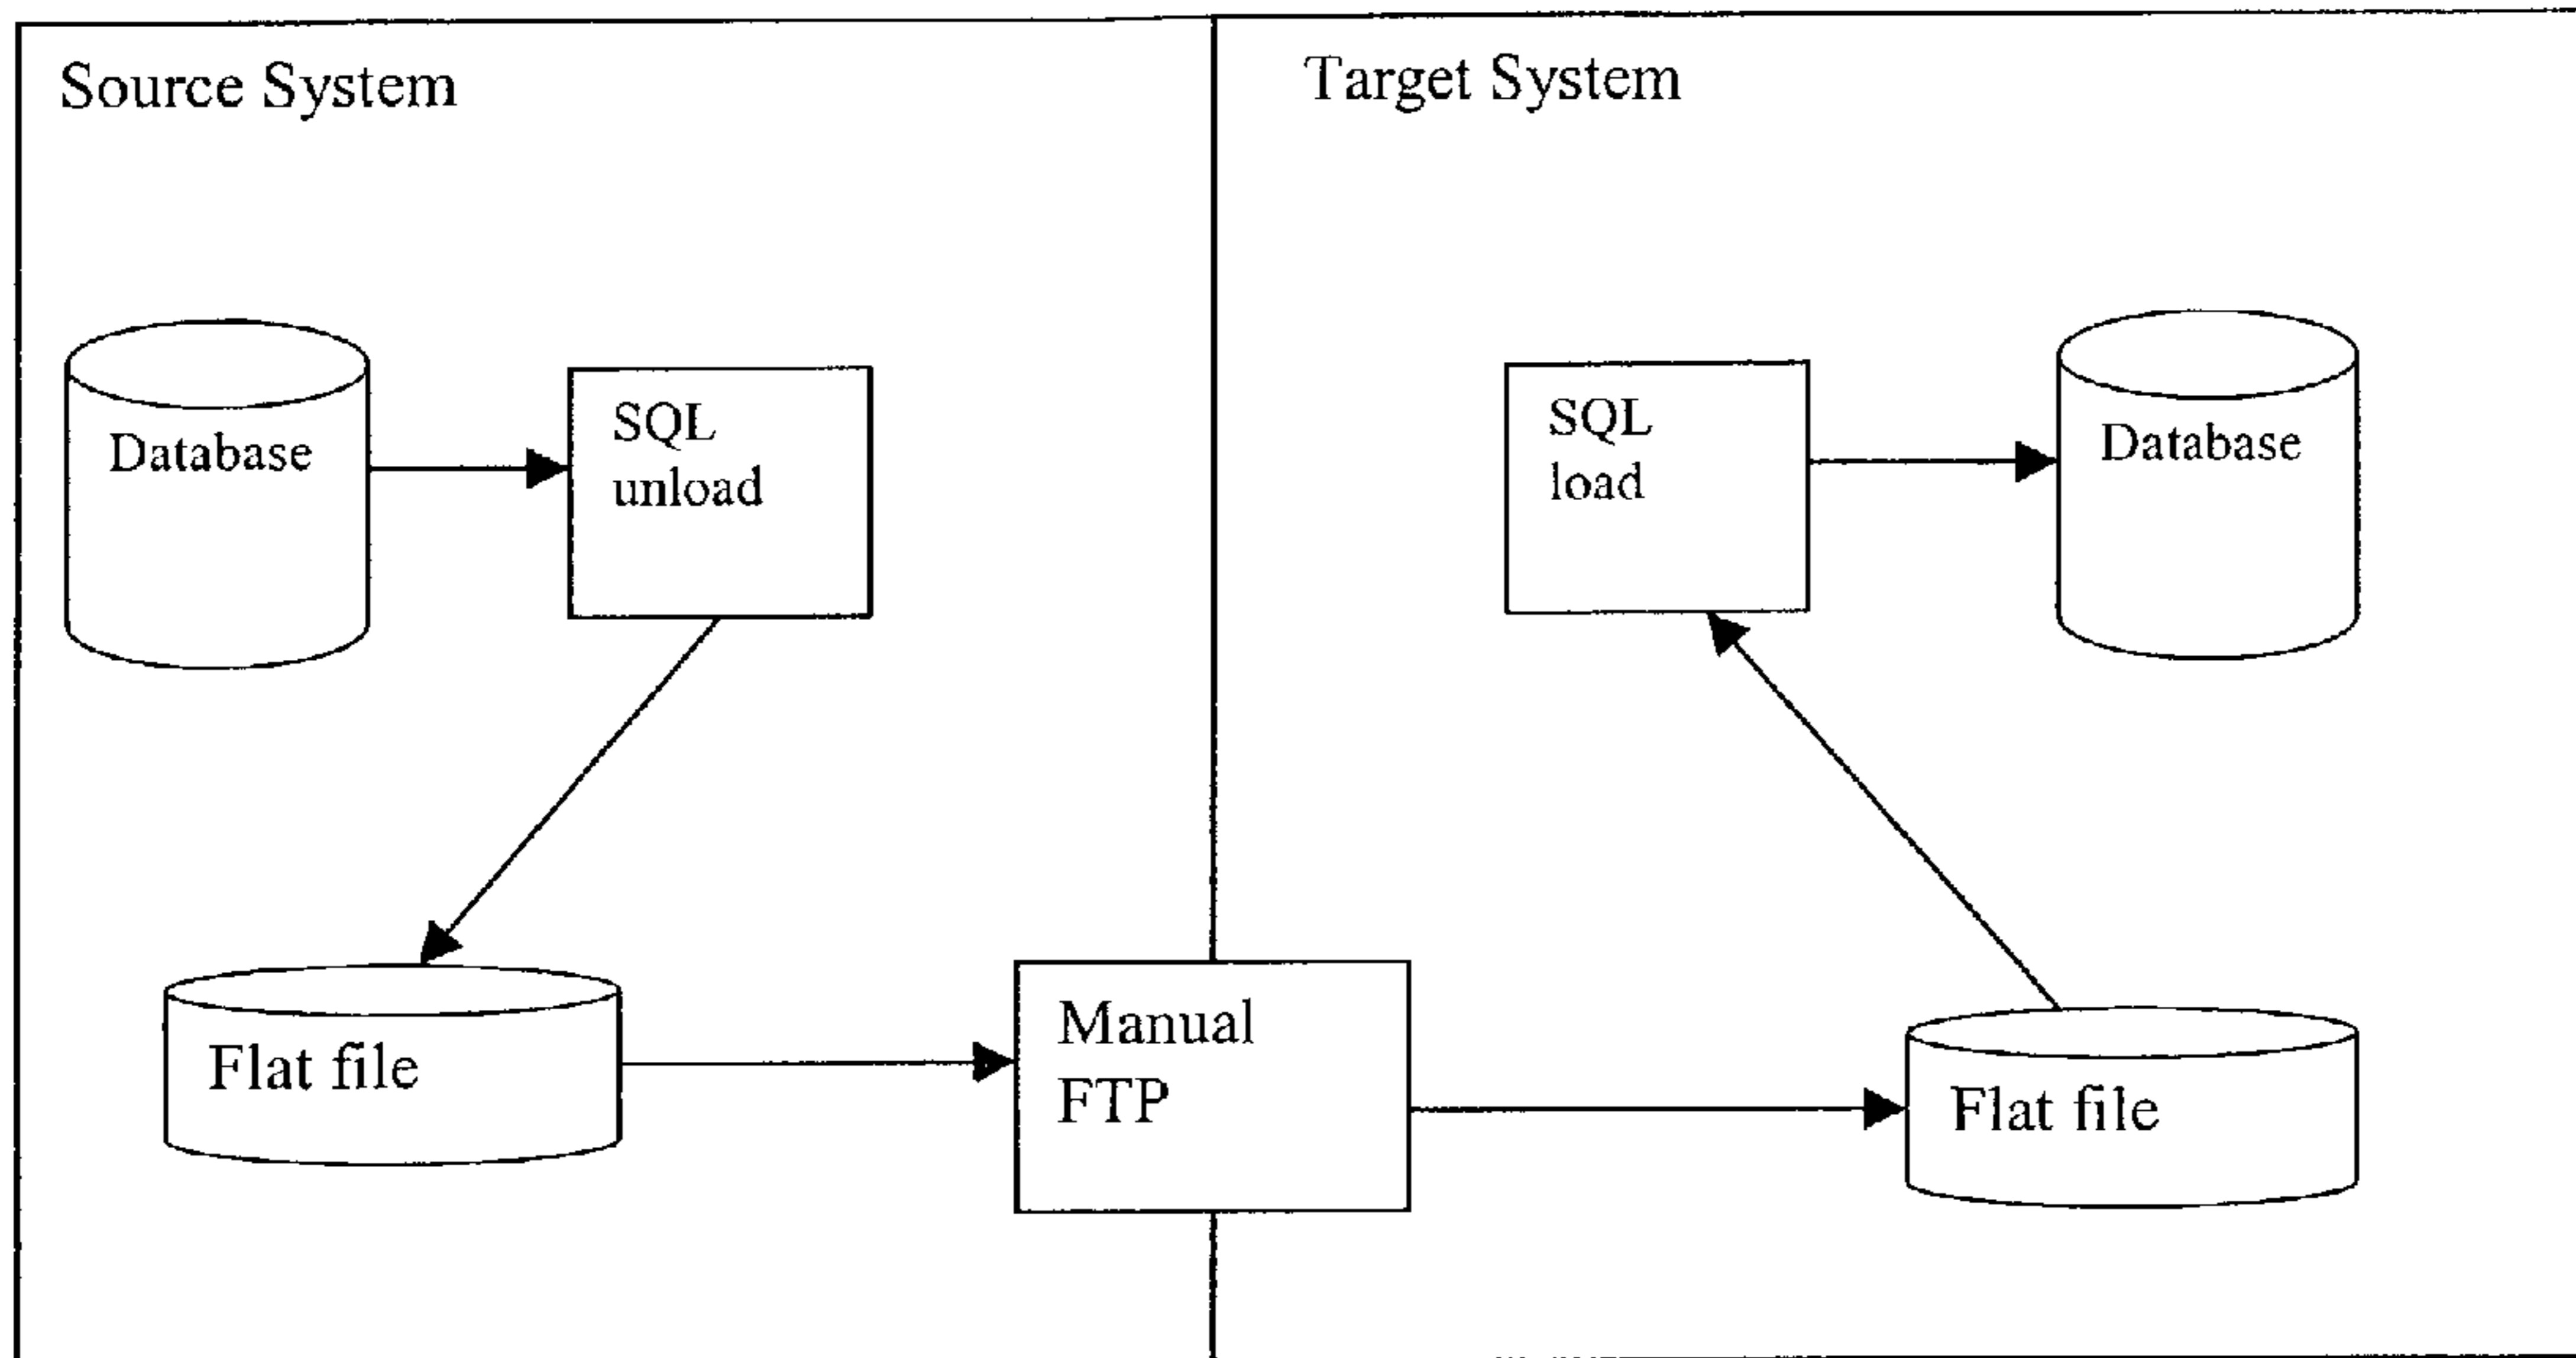 Source System
Target System
Database
SQL
unload
SQL
load
Database
Flat file
Manual
FTP
Flat file